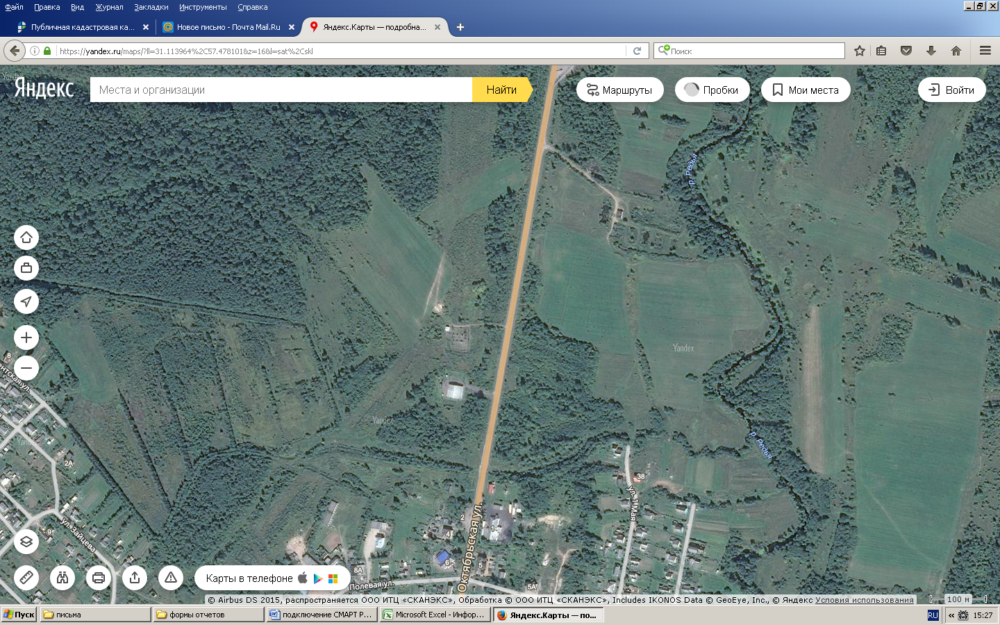 Файл Правка Вид Журнал Закладки Инструменты Справка
Публичная кадастровая ка...
Новое письмо - Почта Mail.Ru
Яндекс.Карты — подробна...
https://yandex.ru/maps/?ll=31.113964%2C57.478101&z=16&l=sat%2Cskl
Поиск
Яндекс
Места и организации
Найти
Маршруты
Пробки
Мои места
Войти
р. Редья
Yandex
8
Yandex
Yandex
2А
р. Редья
38
ул. 1 Мая
9
ул. Зайцева
2
1
4
6
5
8А
5А
Октябрьская ул.
Полевая ул.
Карты в телефоне
© Airbus DS 2015, распространяется ООО ИТЦ «СКАНЭКС», Обработка © ООО ИТЦ «СКАНЭКС», Includes IKONOS Data © GeoEye, Inc., © Яндекс Условия использования
100 м
Пуск
письма
формы отчетов
подключение СМАРТ Р...
Microsoft Excel - Инфор...
Яндекс.Карты — по...
RU
«
15:27